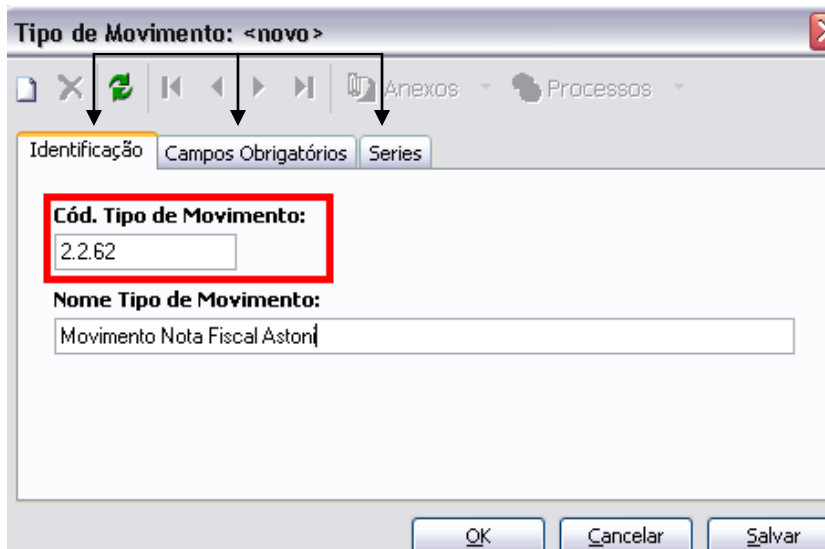 Tipo de Movimento: <novo>
Anexos Processos
Identificação Campos Obrigatórios Series
Cód. Tipo de Movimento:
2.2.62
Nome Tipo de Movimento:
Movimento Nota Fiscal Astoni
OK Cancelar Salvar